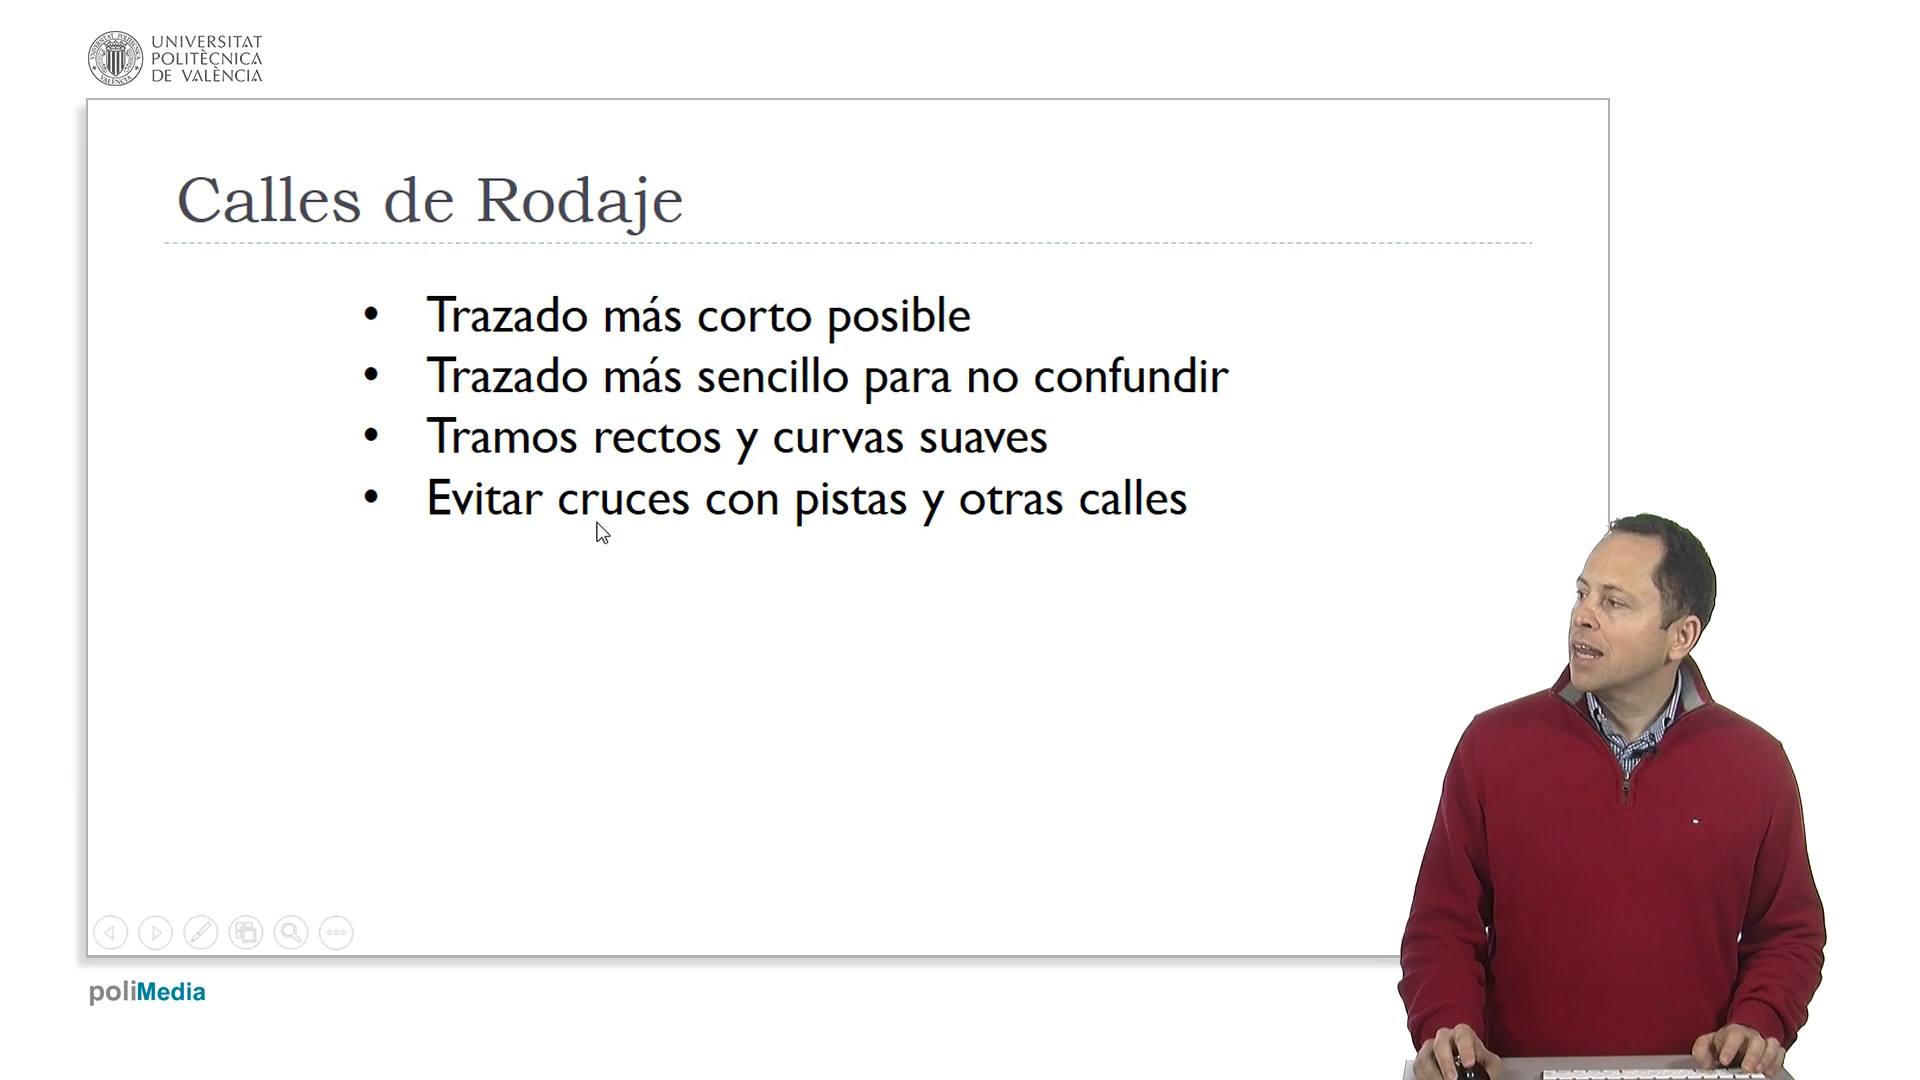 UNIVERSITAT
POLITÈCNICA
DE VALÈNCIA
Calles de Rodaje
• Trazado más corto posible
• Trazado más sencillo para no confundir
• Tramos rectos y curvas suaves
• Evitar cruces con pistas y otras calles
poliMedia